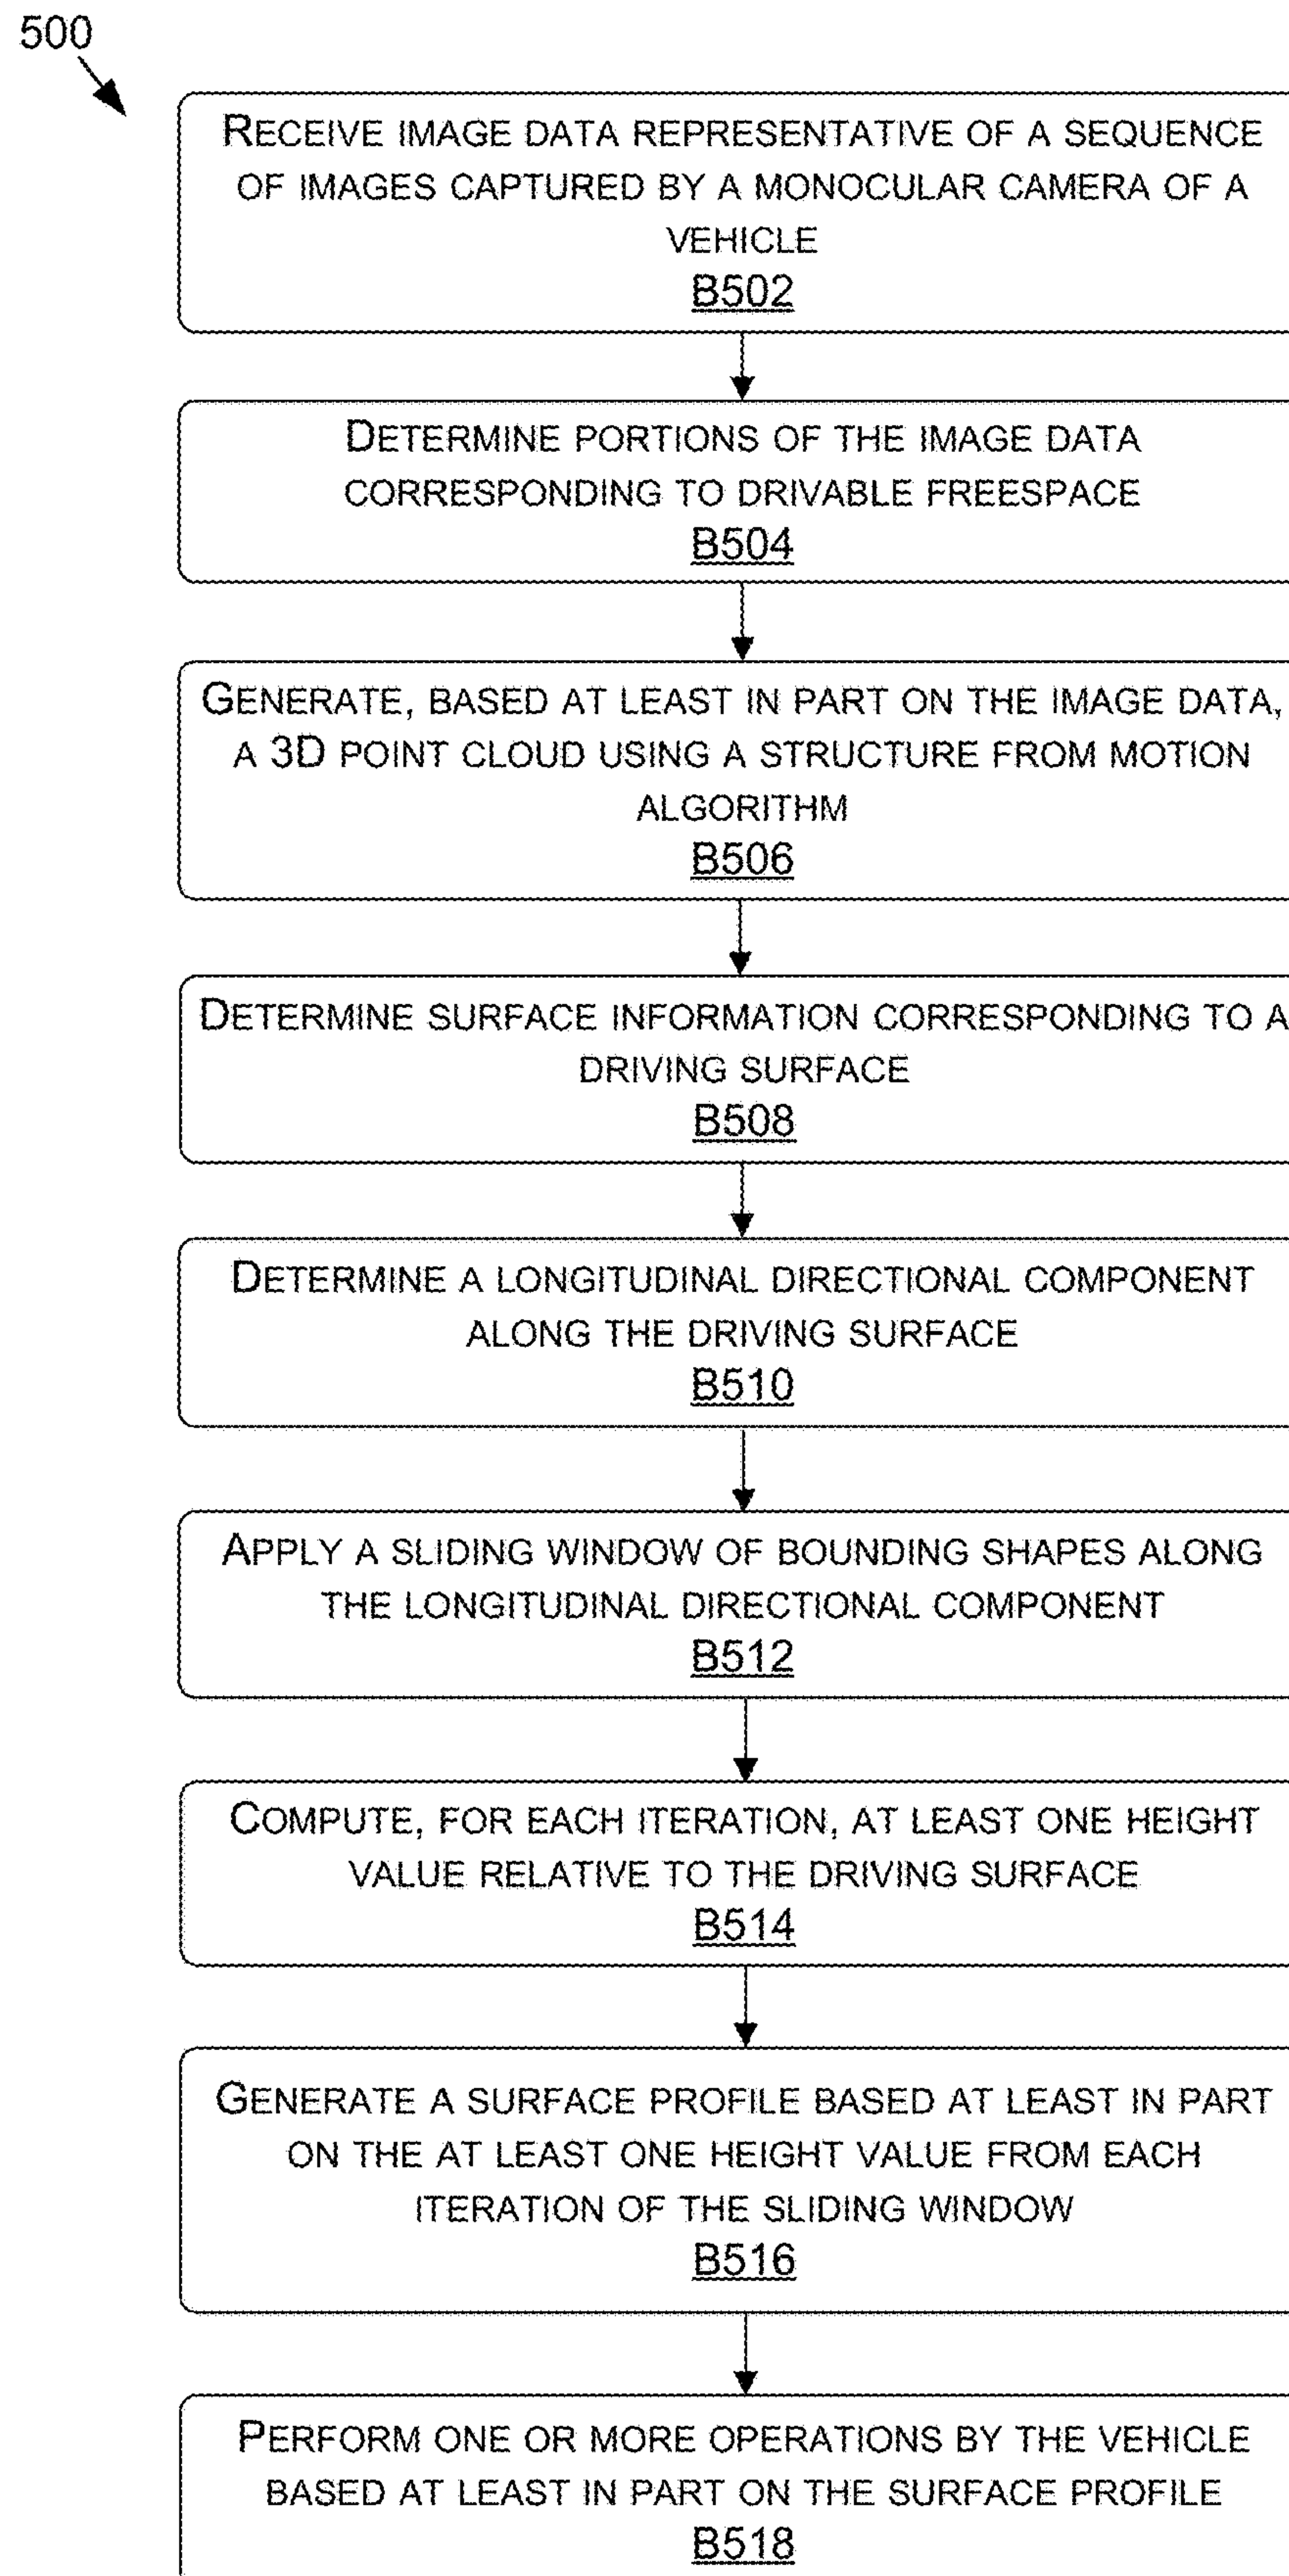 500
RECEIVE IMAGE DATA REPRESENTATIVE OF A SEQUENCE
OF IMAGES CAPTURED BY A MONOCULAR CAMERA OF A
VEHICLE
B502
DETERMINE PORTIONS OF THE IMAGE DATA
CORRESPONDING TO DRIVABLE FREESPACE
B504
GENERATE, BASED AT LEAST IN PART ON THE IMAGE DATA,
A 3D POINT CLOUD USING A STRUCTURE FROM MOTION
ALGORITHM
B506
DETERMINE SURFACE INFORMATION CORRESPONDING TO A
DRIVING SURFACE
B508
DETERMINE A LONGITUDINAL DIRECTIONAL COMPONENT
ALONG THE DRIVING SURFACE
B510
APPLY A SLIDING WINDOW OF BOUNDING SHAPES ALONG
THE LONGITUDINAL DIRECTIONAL COMPONENT
B512
COMPUTE, FOR EACH ITERATION, AT LEAST ONE HEIGHT
VALUE RELATIVE TO THE DRIVING SURFACE
B514
GENERATE A SURFACE PROFILE BASED AT LEAST IN PART
ON THE AT LEAST ONE HEIGHT VALUE FROM EACH
ITERATION OF THE SLIDING WINDOW
B516
PERFORM ONE OR MORE OPERATIONS BY THE VEHICLE
BASED AT LEAST IN PART ON THE SURFACE PROFILE
B518